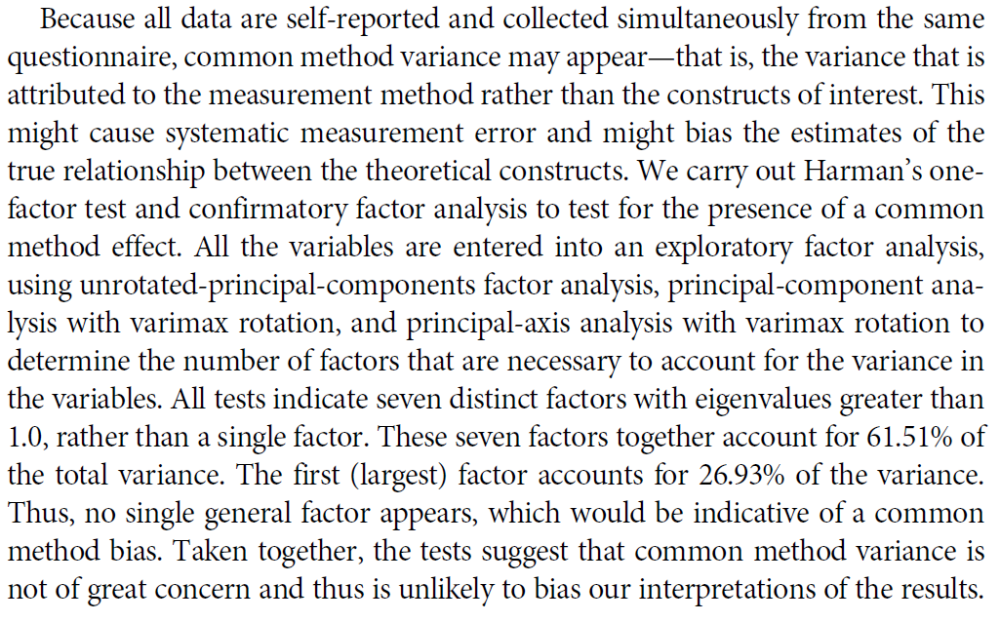 Because all data are self-reported and collected simultaneously from the same
questionnaire, common method variance may appear—that is, the variance that is
attributed to the measurement method rather than the constructs of interest. This
might cause systematic measurement error and might bias the estimates of the
true relationship between the theoretical constructs. We carry out Harman’s one-
factor test and confirmatory factor analysis to test for the presence of a common
method effect. All the variables are entered into an exploratory factor analysis,
using unrotated-principal-components factor analysis, principal-component ana-
lysis with varimax rotation, and principal-axis analysis with varimax rotation to
determine the number of factors that are necessary to account for the variance in
the variables. All tests indicate seven distinct factors with eigenvalues greater than
1.0, rather than a single factor. These seven factors together account for 61.51% of
the total variance. The first (largest) factor accounts for 26.93% of the variance.
Thus, no single general factor appears, which would be indicative of a common
method bias. Taken together, the tests suggest that common method variance is
not of great concern and thus is unlikely to bias our interpretations of the results.